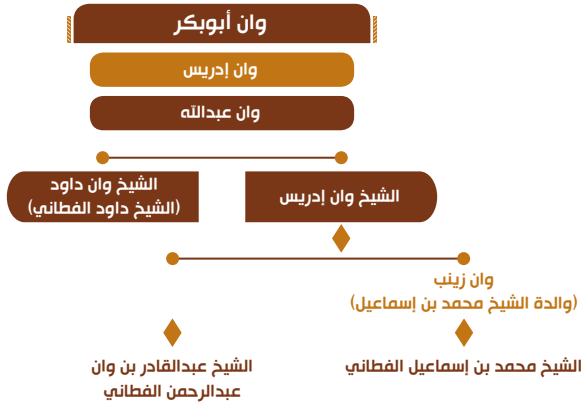 وان أبوبكر
وان إدريس
وان عبدالله
الشيخ وان إدريس
الشيخ وان داود
(الشيخ داود الفطاني)
وان زينب
(والدة الشيخ محمد بن إسماعيل)
الشيخ محمد بن إسماعيل الفطاني
الشيخ عبدالقادر بن وان
عبدالرحمن الفطاني